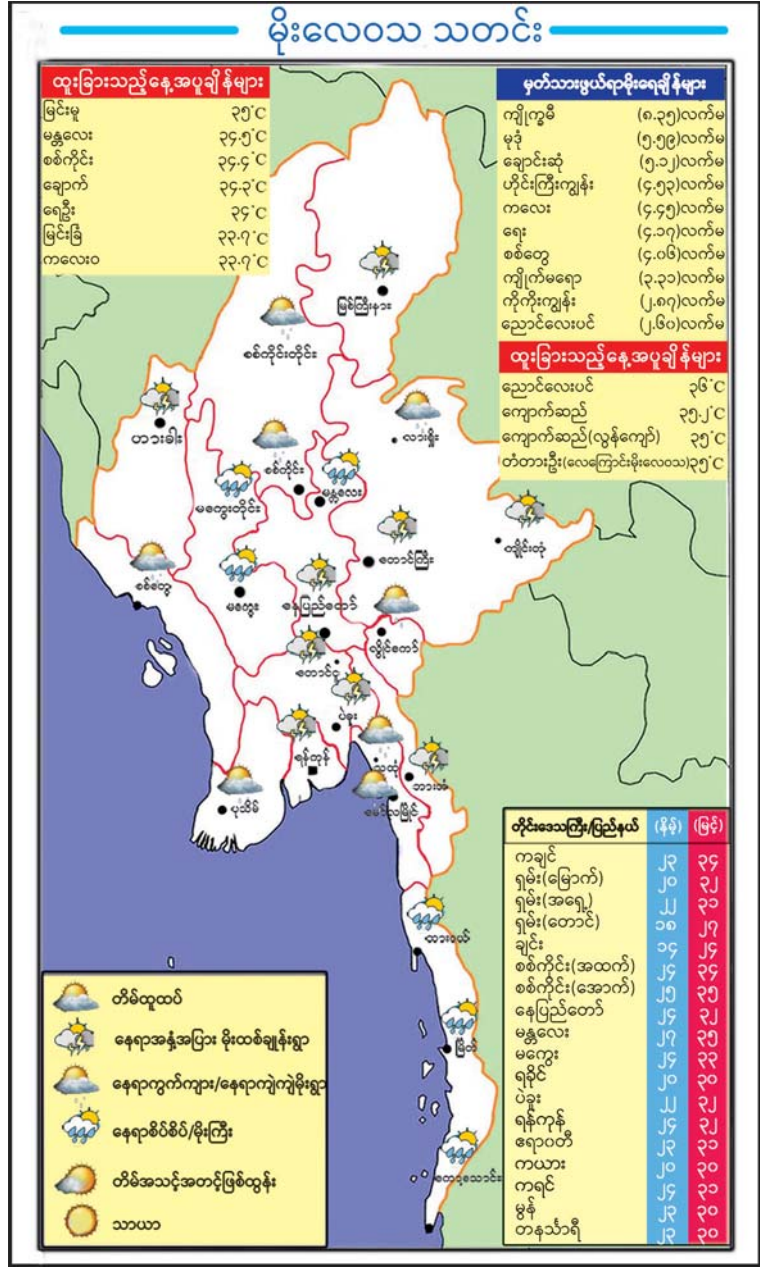 မိုးလေဝသ သတင်း
ထူးခြားသည့်နေ့အပူချိန်များ
မြင်းမူ ၃၅°C
မန္တလေး ၃၄.၅°C
စစ်ကိုင်း ၃၄.၄°C
ချောက် ၃၄.၃°C
ရေဦး ၃၄°C
မြင်းခြံ ၃၃.၇°C
ကလေးဝ ၃၃.၇°C
မှတ်သားဖွယ်ရာမိုးရေချိန်များ
ကျိုက္ခမီ (၈.၃၅)လက်မ
မုဒုံ (၅.၅၉)လက်မ
ချောင်းဆုံ (၅.၁၂)လက်မ
ဟိုင်းကြီးကျွန်း (၄.၅၃)လက်မ
ကလေး (၄.၄၅)လက်မ
ရေး (၄.၁၇)လက်မ
စစ်တွေ (၄.၀၆)လက်မ
ကျိုက်မရော (၃.၃၁)လက်မ
ကိုကိုးကျွန်း (၂.၈၇)လက်မ
ညောင်လေးပင် (၂.၆၀)လက်မ
ထူးခြားသည့်နေ့အပူချိန်များ
ညောင်လေးပင် ၃၆°C
ကျောက်ဆည် ၃၅.၂°C
ကျောက်ဆည်(လွန်ကျော်) ၃၅°C
တံတားဦး(လေကြောင်းမိုးလေဝသ)၃၅°C
မြစ်ကြီးနား
စစ်ကိုင်းတိုင်း
ဟားခါး
လားရှိုး
စစ်တိုင်း
မန္တလေး
မကွေးတိုင်း
ကျိုင်းတုံ
တောင်ကြီး
စစ်တွေ
မကွေး
နေပြည်တော်
လွိုင်ကော်
တောင်ငူ
ပဲခူး
ရန်ကုန်
သထုံ
ဘားအံ
ပုသိမ်
မော်လမြိုင်
ထားဝယ်
မြိတ်
ကော့သောင်း
တိမ်ထူထပ်
နေရာအနှံ့အပြား မိုးထစ်ချုန်းရွာ
နေရာကွက်ကျား/နေရာကျဲကျဲမိုးရွာ
နေရာစိပ်စိပ်/မိုးကြီး
တိမ်အသင့်အတင့်ဖြစ်ထွန်း
သာယာ
တိုင်းဒေသကြီး/ပြည်နယ် (နိမ့်) (မြင့်)
ကချင် ၂၃ ၃၄
ရှမ်း(မြောက်) ၂၀ ၃၂
ရှမ်း(အရှေ့) ၂၂ ၃၁
ရှမ်း(တောင်) ၁၈ ၂၇
ချင်း ၁၄ ၂၄
စစ်ကိုင်း(အထက်) ၂၄ ၃၄
စစ်ကိုင်း(အောက်) ၂၅ ၃၅
နေပြည်တော် ၂၄ ၃၂
မန္တလေး ၂၇ ၃၅
မကွေး ၂၄ ၃၃
ရခိုင် ၂၀ ၃၀
ပဲခူး ၂၂ ၃၂
ရန်ကုန် ၂၄ ၃၂
ဧရာဝတီ ၂၃ ၃၁
ကယား ၂၀ ၃၀
ကရင် ၂၄ ၃၁
မွန် ၂၃ ၃၀
တနင်္သာရီ ၂၃ ၃၀